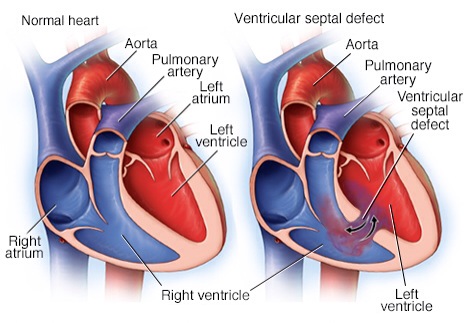 Normal heart
Aorta
Pulmonary
artery
Left
atrium
Left
ventricle
Right
atrium
Right ventricle
Ventricular septal defect
Aorta
Pulmonary
artery
Ventricular
septal
defect
Left
ventricle